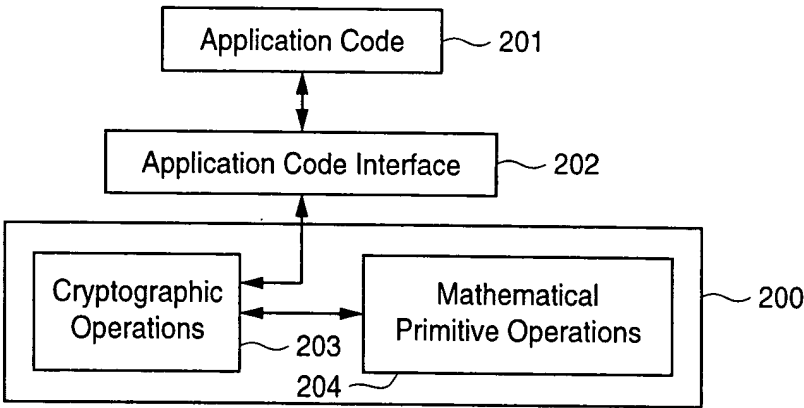 Application Code
201
Application Code Interface
202
Cryptographic
Operations
203
Mathematical
Primitive Operations
204
200